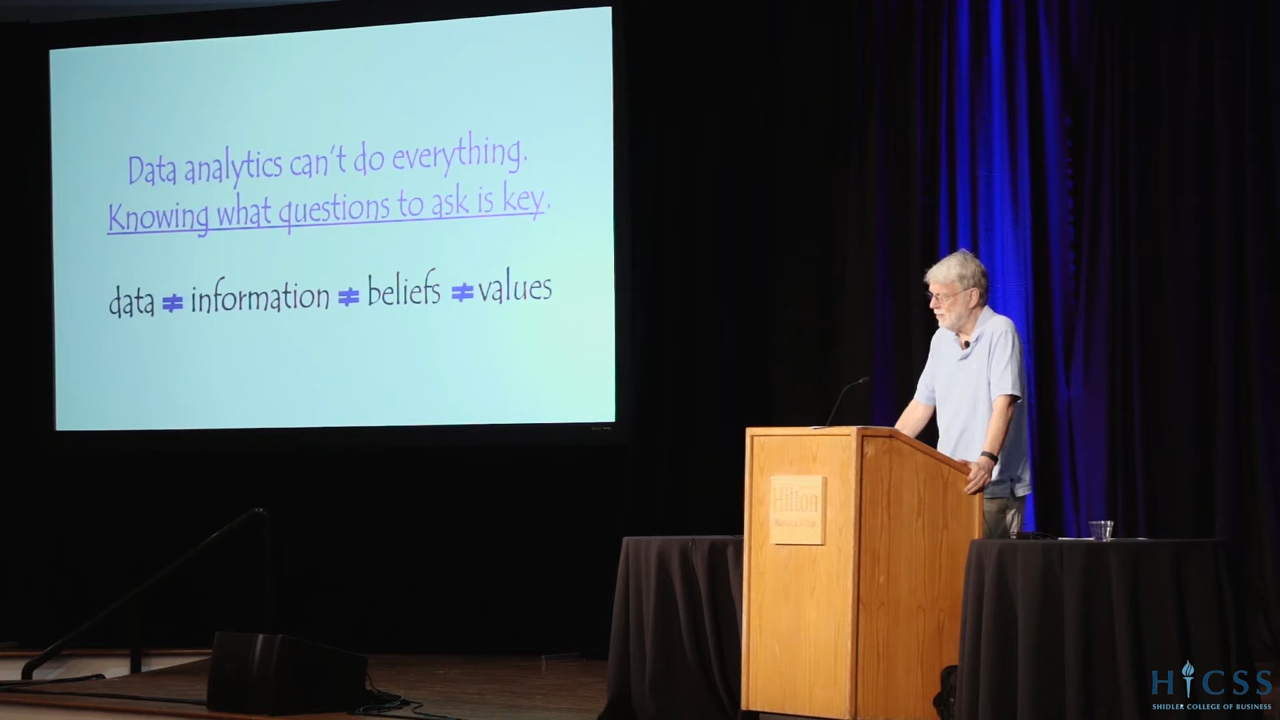 Data analytics can't do everything.
Knowing what questions to ask is key.
data ≠ information ≠ beliefs ≠ values
Hilton
HICSS
SHIDLER COLLEGE OF BUSINESS